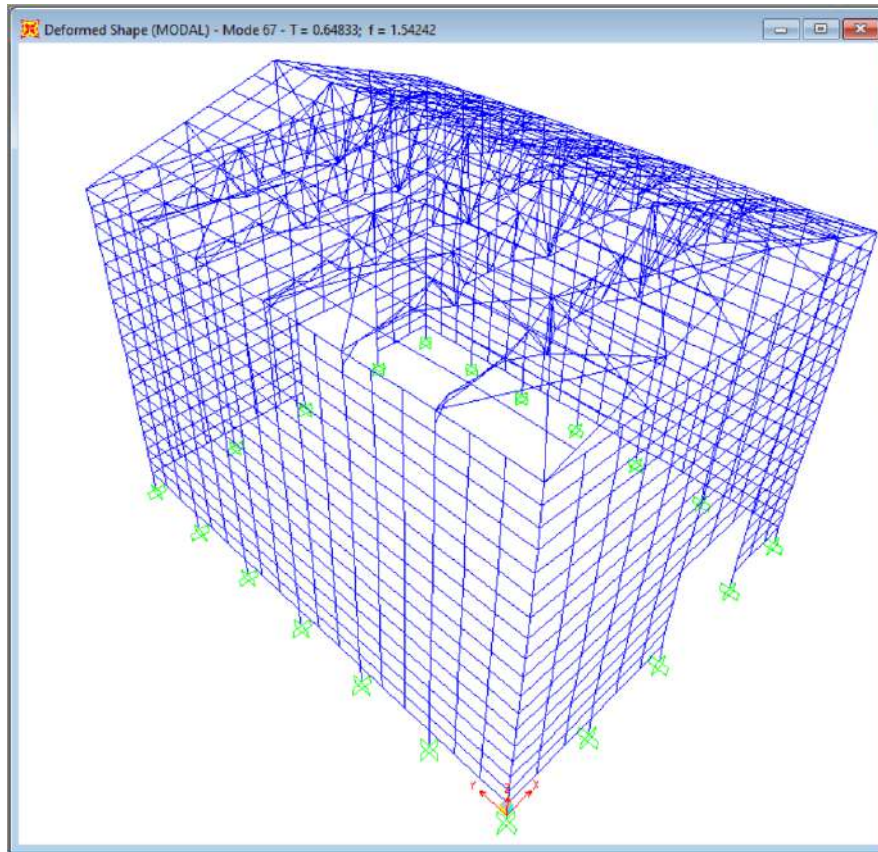 Deformed Shape (MODAL) - Mode 67 - T = 0.64833; f = 1.54242
Y Z X